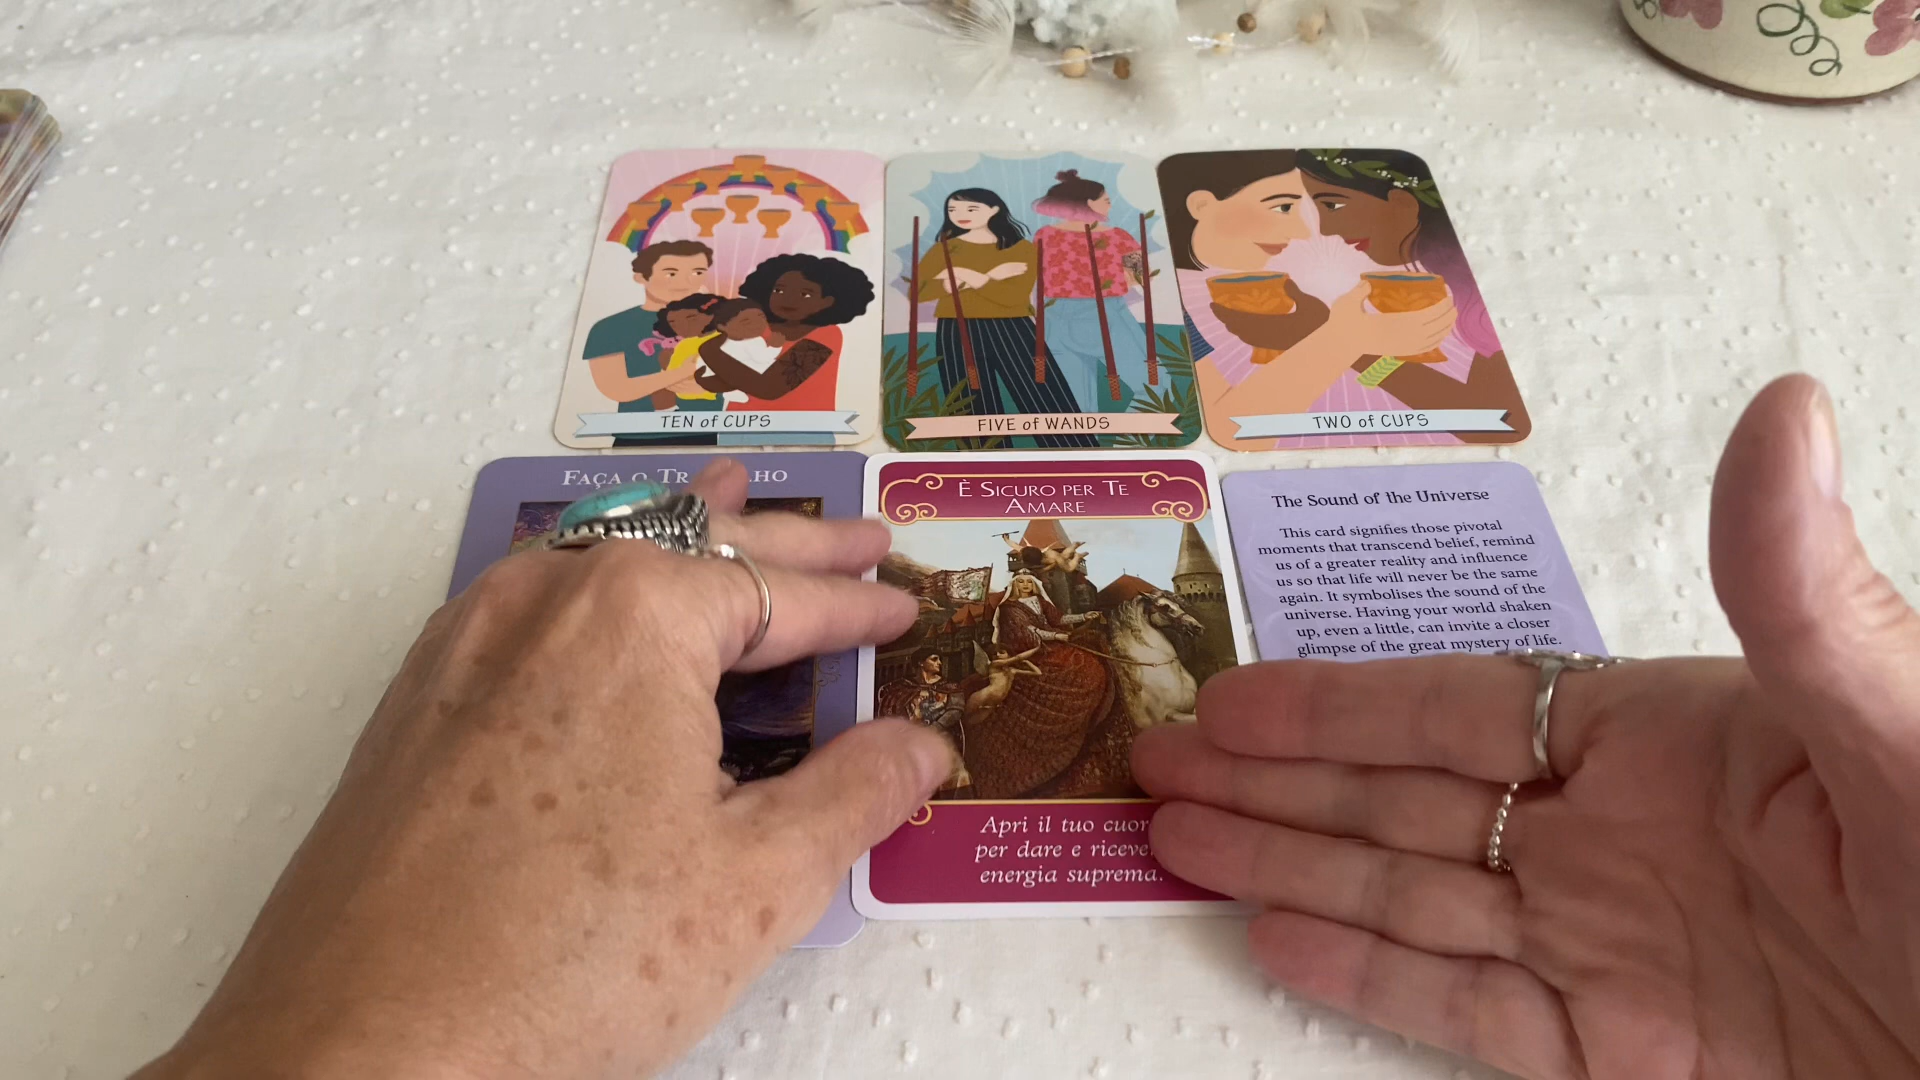 TEN of CUPS
FIVE of WANDS
TWO of CUPS
FAÇA O
È SICURO PER TE
AMARE
Apri il tuo
per dare e
energia suprema.
The Sound of the Universe
This card signifies those pivotal
moments that transcend belief, remind
us of a greater reality and influence
us so that life will never be the same
again. It symbolises the sound of the
universe. Having your world shaken
up, even a little, can invite a closer
glimpse of the great mystery of life.